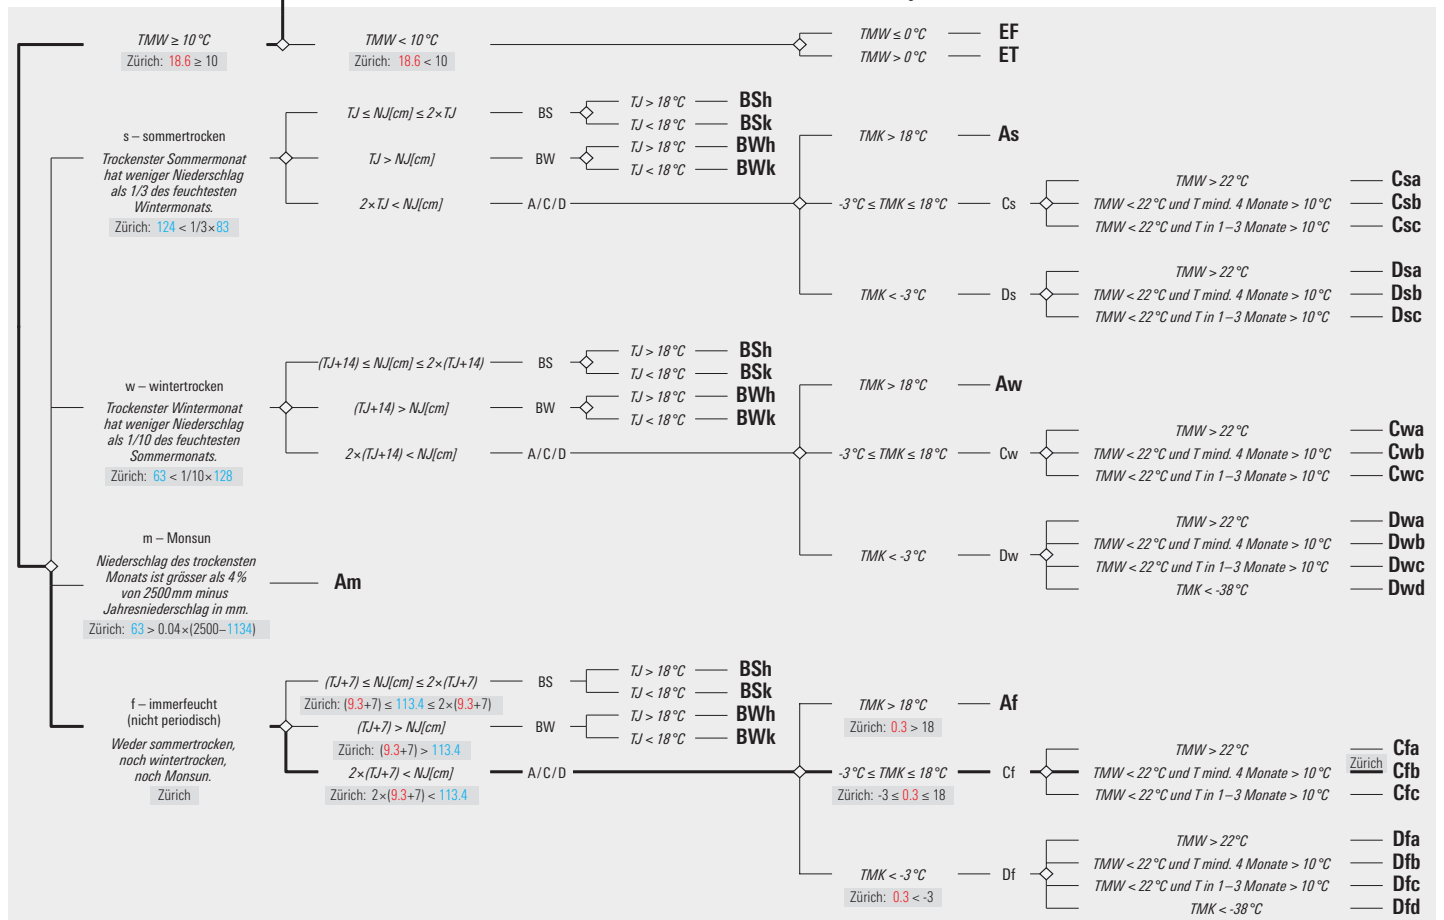 TMW ≥ 10°C
Zürich: 18.6 ≥ 10
TMW < 10°C
Zürich: 18.6 < 10
TMW ≤ 0°C
EF
TMW > 0°C
ET
s – sommertrocken
Trockenster Sommermonat
hat weniger Niederschlag
als 1/3 des feuchtesten
Wintermonats.
Zürich: 124 < 1/3×83
TJ ≤ NJ[cm] ≤ 2×TJ
BS
TJ > 18°C
BSh
TJ < 18°C
BSk
TJ > NJ[cm]
BW
TJ > 18°C
BWh
TJ < 18°C
BWk
2×TJ < NJ[cm]
A/C/D
TMK > 18°C
As
-3°C ≤ TMK ≤ 18°C
Cs
TMW > 22°C
Csa
TMW < 22°C und T mind. 4 Monate > 10°C
Csb
TMW < 22°C und T in 1–3 Monate > 10°C
Csc
TMK < -3°C
Ds
TMW > 22°C
Dsa
TMW < 22°C und T mind. 4 Monate > 10°C
Dsb
TMW < 22°C und T in 1–3 Monate > 10°C
Dsc
w – wintertrocken
Trockenster Wintermonat
hat weniger Niederschlag
als 1/10 des feuchtesten
Sommermonats.
Zürich: 63 < 1/10×128
(TJ+14) ≤ NJ[cm] ≤ 2×(TJ+14)
BS
TJ > 18°C
BSh
TJ < 18°C
BSk
(TJ+14) > NJ[cm]
BW
TJ > 18°C
BWh
TJ < 18°C
BWk
2×(TJ+14) < NJ[cm]
A/C/D
TMK > 18°C
Aw
-3°C ≤ TMK ≤ 18°C
Cw
TMW > 22°C
Cwa
TMW < 22°C und T mind. 4 Monate > 10°C
Cwb
TMW < 22°C und T in 1–3 Monate > 10°C
Cwc
TMK < -3°C
Dw
TMW > 22°C
Dwa
TMW < 22°C und T mind. 4 Monate > 10°C
Dwb
TMW < 22°C und T in 1–3 Monate > 10°C
Dwc
TMK < -38°C
Dwd
m – Monsun
Niederschlag des trockensten
Monats ist grösser als 4%
von 2500mm minus
Jahresniederschlag in mm.
Zürich: 63 > 0.04×(2500–1134)
Am
f – immerfeucht
(nicht periodisch)
Weder sommertrocken,
noch wintertrocken,
noch Monsun.
Zürich
(TJ+7) ≤ NJ[cm] ≤ 2×(TJ+7)
Zürich: (9.3+7) ≤ 113.4 ≤ 2×(9.3+7)
BS
TJ > 18°C
BSh
TJ < 18°C
BSk
(TJ+7) > NJ[cm]
Zürich: (9.3+7) > 113.4
BW
TJ > 18°C
BWh
TJ < 18°C
BWk
2×(TJ+7) < NJ[cm]
Zürich: 2×(9.3+7) < 113.4
A/C/D
TMK > 18°C
Zürich: 0.3 > 18
Af
-3°C ≤ TMK ≤ 18°C
Zürich: -3 ≤ 0.3 ≤ 18
Cf
TMW > 22°C
Cfa
TMW < 22°C und T mind. 4 Monate > 10°C
Zürich
Cfb
TMW < 22°C und T in 1–3 Monate > 10°C
Cfc
TMK < -3°C
Zürich: 0.3 < -3
Df
TMW > 22°C
Dfa
TMW < 22°C und T mind. 4 Monate > 10°C
Dfb
TMW < 22°C und T in 1–3 Monate > 10°C
Dfc
TMK < -38°C
Dfd